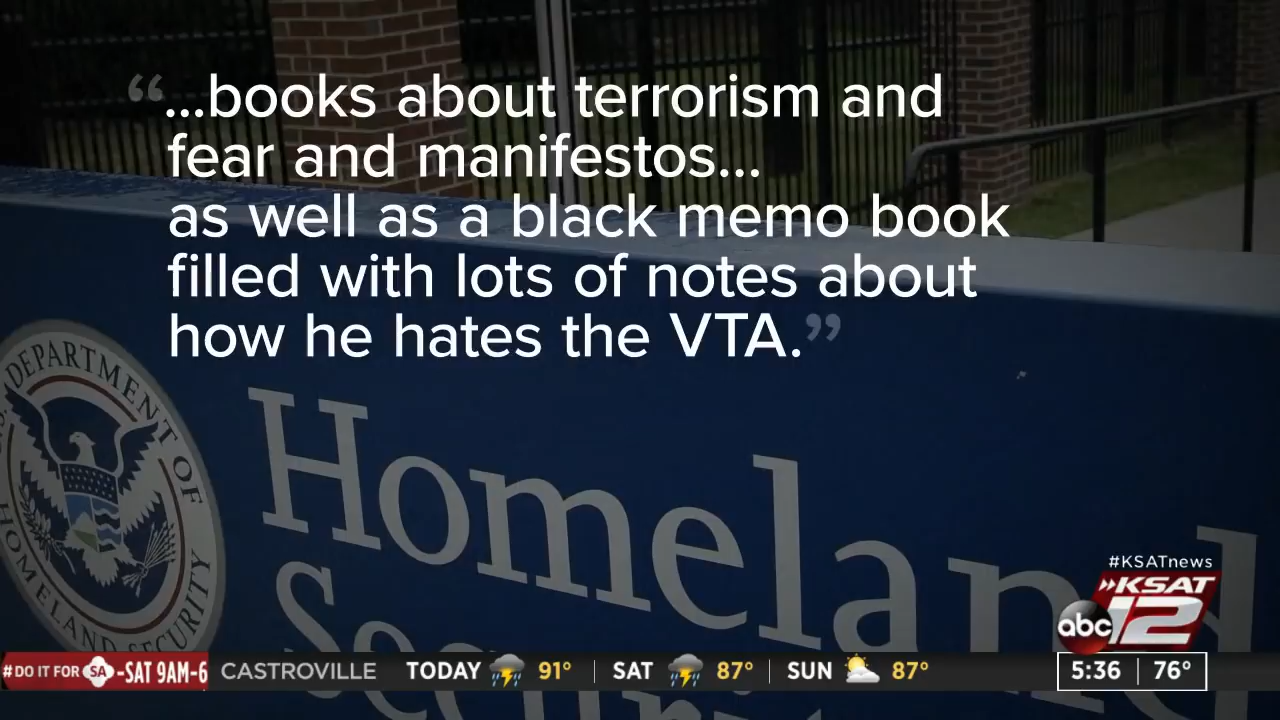 “...books about terrorism and
fear and manifestos...
as well as a black memo book
filled with lots of notes about
how he hates the VTA.”
DEPARTMENT OF
HOMELAND SECURITY
Homeland
Security
#KSATnews
KSAT
abc 12
#DO IT FOR SA -SAT 9AM-6 CASTROVILLE TODAY 91° SAT 87° SUN 87° 5:36 76°